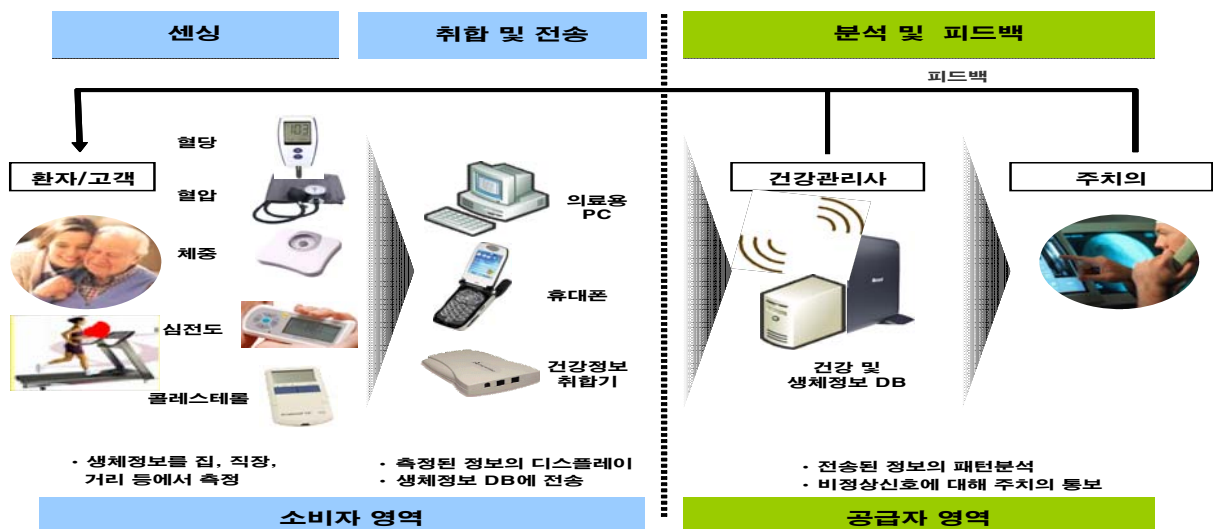 센싱
취합 및 전송
분석 및 피드백
피드백
환자/고객
혈당
혈압
체중
심전도
콜레스테롤
의료용
PC
휴대폰
건강정보
취합기
건강관리사
주치의
건강 및
생체정보 DB
· 생체정보를 집, 직장,
거리 등에서 측정
· 측정된 정보의 디스플레이
· 생체정보 DB에 전송
· 전송된 정보의 패턴분석
· 비정상신호에 대해 주치의 통보
소비자 영역
공급자 영역